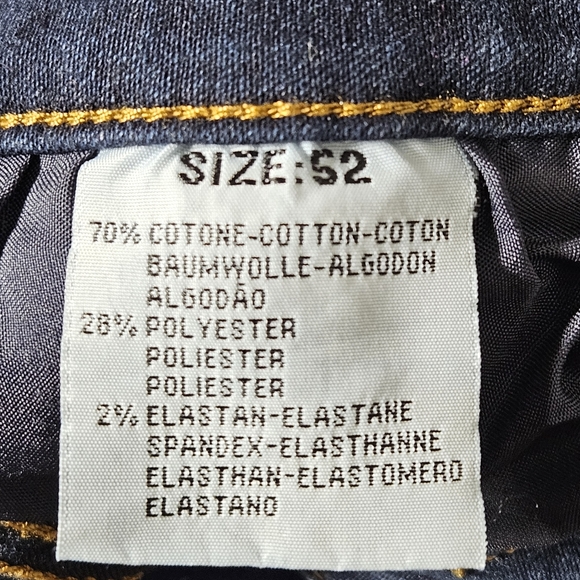 SIZE:52
70% COTONE-COTTON-COTON
BAUMWOLLE-ALGODON
ALGODÃO
28% POLYESTER
POLIESTER
POLIESTER
2% ELASTAN-ELASTANE
SPANDEX-ELASTHANNE
ELASTHAN-ELASTOMERO
ELASTANO